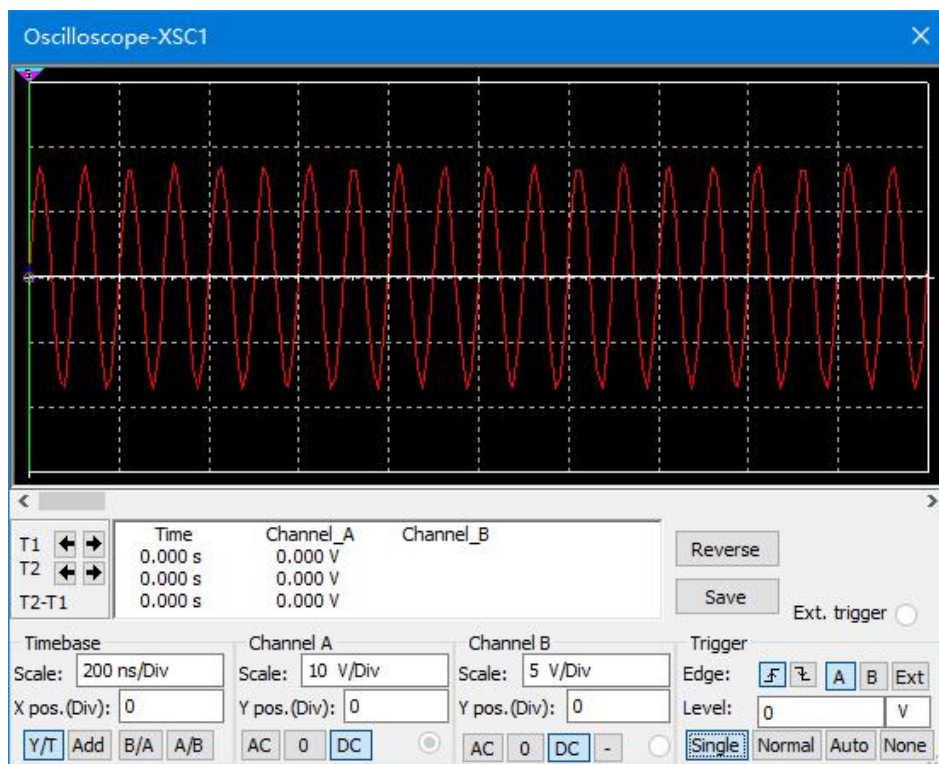 Oscilloscope-XSC1
Time Channel_A Channel_B
T1 0.000 s 0.000 V
T2 0.000 s 0.000 V
T2-T1 0.000 s 0.000 V
Reverse
Save
Ext. trigger
Timebase
Scale: 200 ns/Div
X pos.(Div): 0
Y/T Add B/A A/B
Channel A
Scale: 10 V/Div
Y pos.(Div): 0
AC 0 DC
Channel B
Scale: 5 V/Div
Y pos.(Div): 0
AC 0 DC -
Trigger
Edge: A B Ext
Level: 0 V
Single Normal Auto None